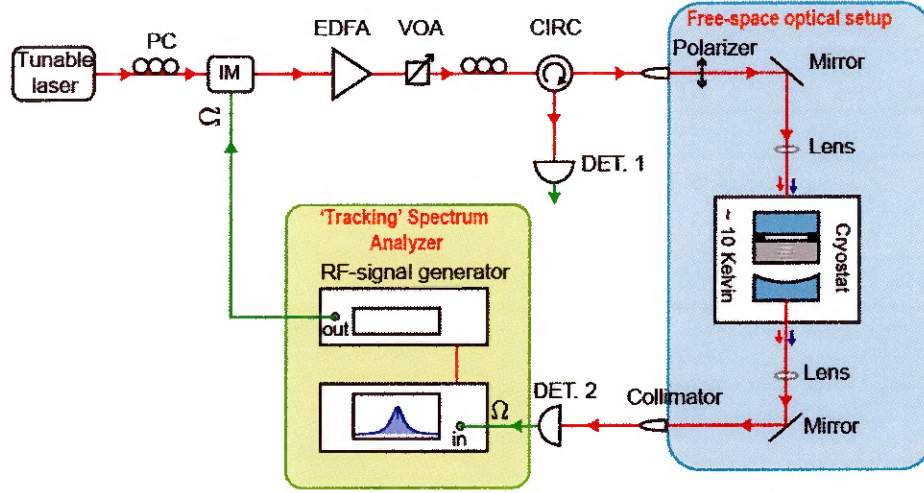 Free-space optical setup
EDFA
VOA
CIRC
PC
Polarizer
Mirror
Tunable
laser
IM
Ω
Lens
DET. 1
'Tracking' Spectrum
Analyzer
Cryostat
~ 10 Kelvin
RF-signal generator
out
Lens
DET. 2
Collimator
Ω
in
Mirror